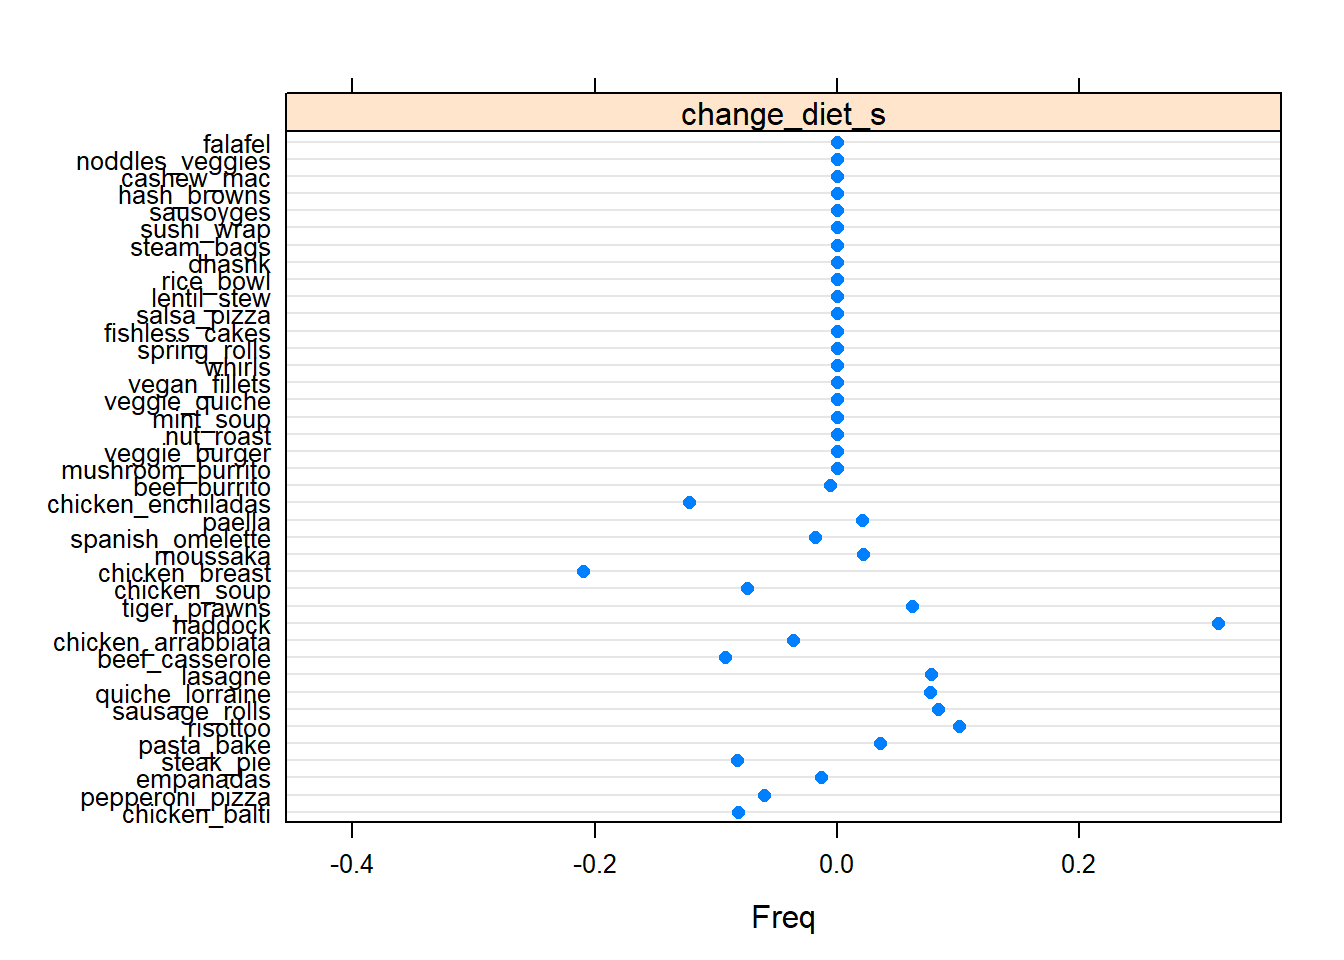 change_diet_s
falafel
noddles_veggies
cashew_mac
hash_browns
sausoyges
sushi_wrap
steam_bags
dhasnk
rice_bowl
lentil_stew
salsa_pizza
fishless_cakes
spring_rolls
whirls
vegan_fillets
veggie_quiche
mint_soup
nut_roast
veggie_burger
mushroom_burrito
beef_burrito
chicken_enchiladas
paella
spanish_omelette
moussaka
chicken_breast
chicken_soup
tiger_prawns
haddock
chicken_arrabbiata
beef_casserole
lasagne
quiche_lorraine
sausage_rolls
risottoo
pasta_bake
steak_pie
empanadas
pepperoni_pizza
chicken_balti
-0.4 -0.2 0.0 0.2
Freq